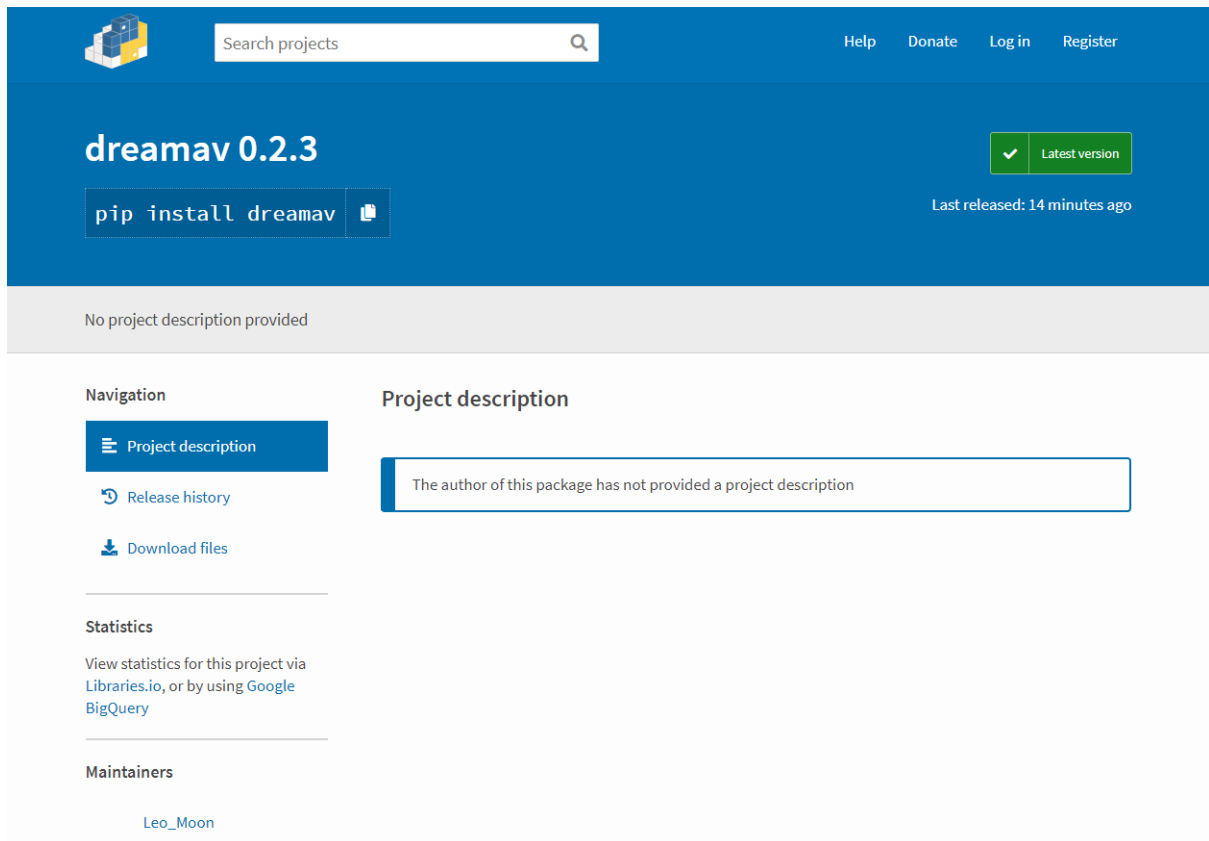 Search projects
Help Donate Log in Register
dreamav 0.2.3
Latest version
pip install dreamav
Last released: 14 minutes ago
No project description provided
Navigation
Project description
Release history
Download files
Statistics
View statistics for this project via
Libraries.io, or by using Google
BigQuery
Maintainers
Leo_Moon
Project description
The author of this package has not provided a project description